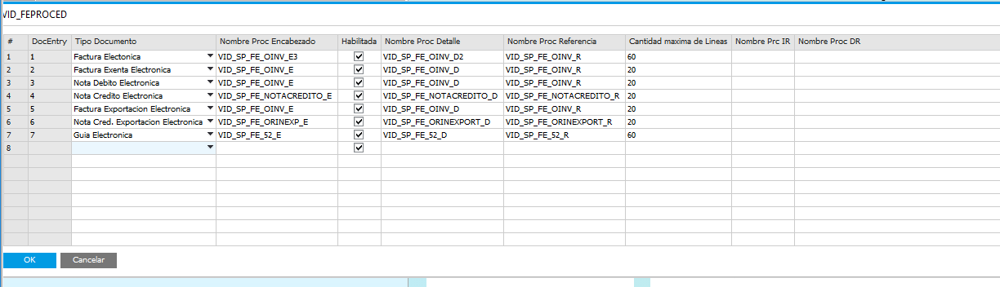 VID_FEPROCED
# DocEntry Tipo Documento Nombre Proc Encabezado Habilitada Nombre Proc Detalle Nombre Proc Referencia Cantidad maxima de Lineas Nombre Prc IR Nombre Proc DR
1 1 Factura Electonica VID_SP_FE_OINV_E3 VID_SP_FE_OINV_D2 VID_SP_FE_OINV_R 60
2 2 Factura Exenta Electronica VID_SP_FE_OINV_E VID_SP_FE_OINV_D VID_SP_FE_OINV_R 20
3 3 Nota Debito Electronica VID_SP_FE_OINV_E VID_SP_FE_OINV_D VID_SP_FE_OINV_R 20
4 4 Nota Credito Electronica VID_SP_FE_NOTACREDITO_E VID_SP_FE_NOTACREDITO_D VID_SP_FE_NOTACREDITO_R 20
5 5 Factura Exportacion Electronica VID_SP_FE_OINV_E VID_SP_FE_OINV_D VID_SP_FE_OINV_R 20
6 6 Nota Cred. Exportacion Electronica VID_SP_FE_ORINEXP_E VID_SP_FE_ORINEXPORT_D VID_SP_FE_ORINEXPORT_R 20
7 7 Guia Electronica VID_SP_FE_52_E VID_SP_FE_52_D VID_SP_FE_52_R 60
8
OK Cancelar